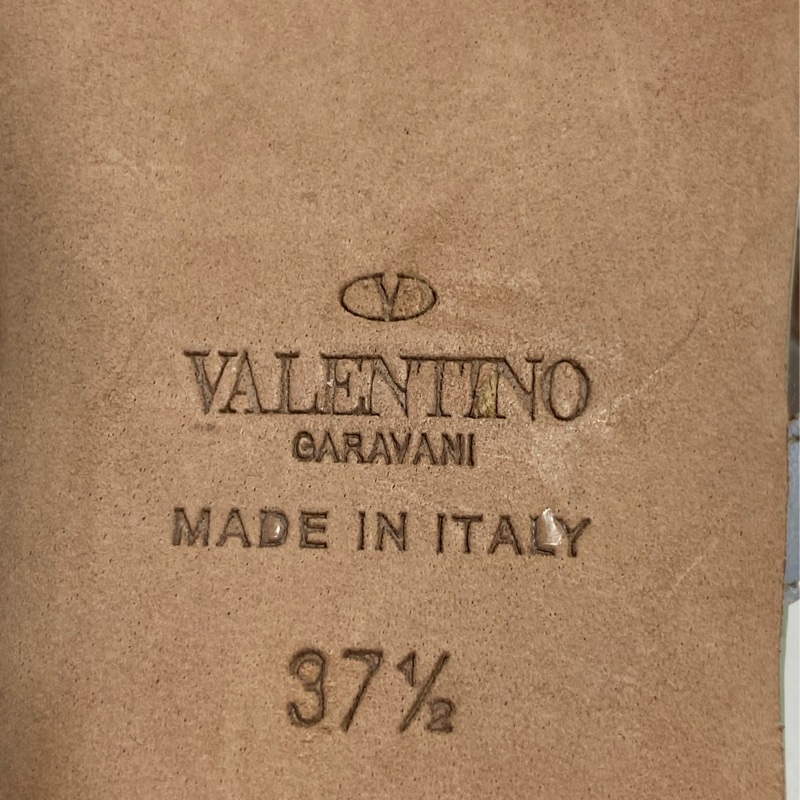 V
VALENTINO
GARAVANI
MADE IN ITALY
37½